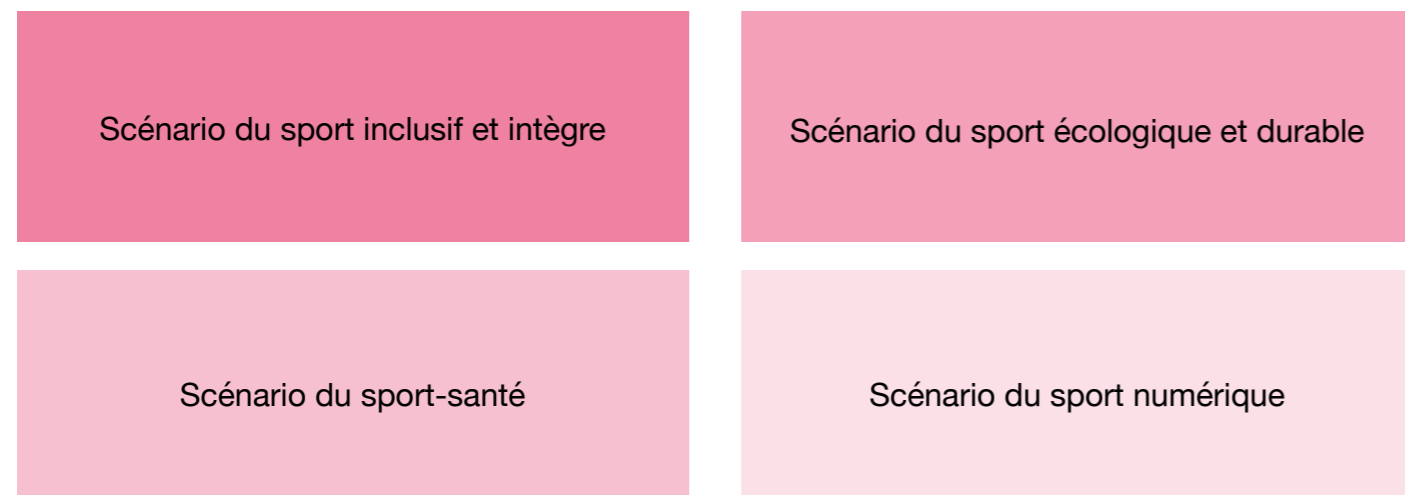 Scénario du sport inclusif et intègre
Scénario du sport écologique et durable
Scénario du sport-santé
Scénario du sport numérique